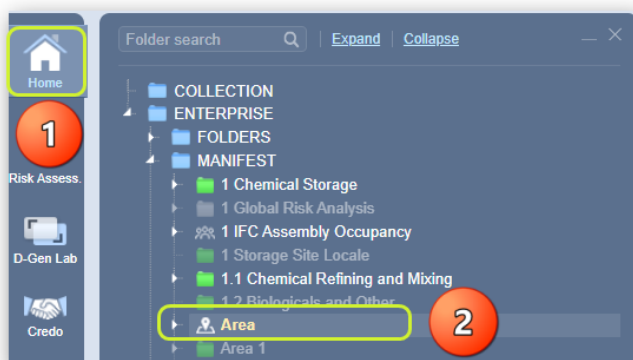 Home
1
Risk Assess.
D-Gen Lab
Credo
Folder search
Expand
Collapse
COLLECTION
ENTERPRISE
FOLDERS
MANIFEST
1 Chemical Storage
1 Global Risk Analysis
1 IFC Assembly Occupancy
1 Storage Site Locale
1.1 Chemical Refining and Mixing
1.2 Biologicals and Other
Area
2
Area 1